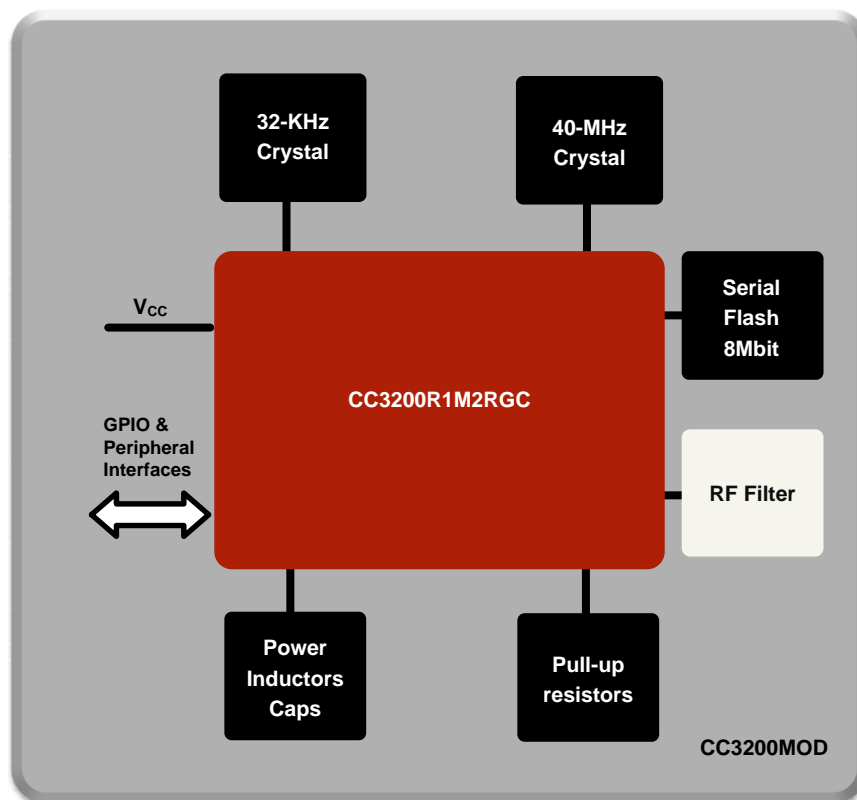 32-KHz
Crystal
40-MHz
Crystal
VCC
Serial
Flash
8Mbit
CC3200R1M2RGC
GPIO &
Peripheral
Interfaces
RF Filter
Power
Inductors
Caps
Pull-up
resistors
CC3200MOD